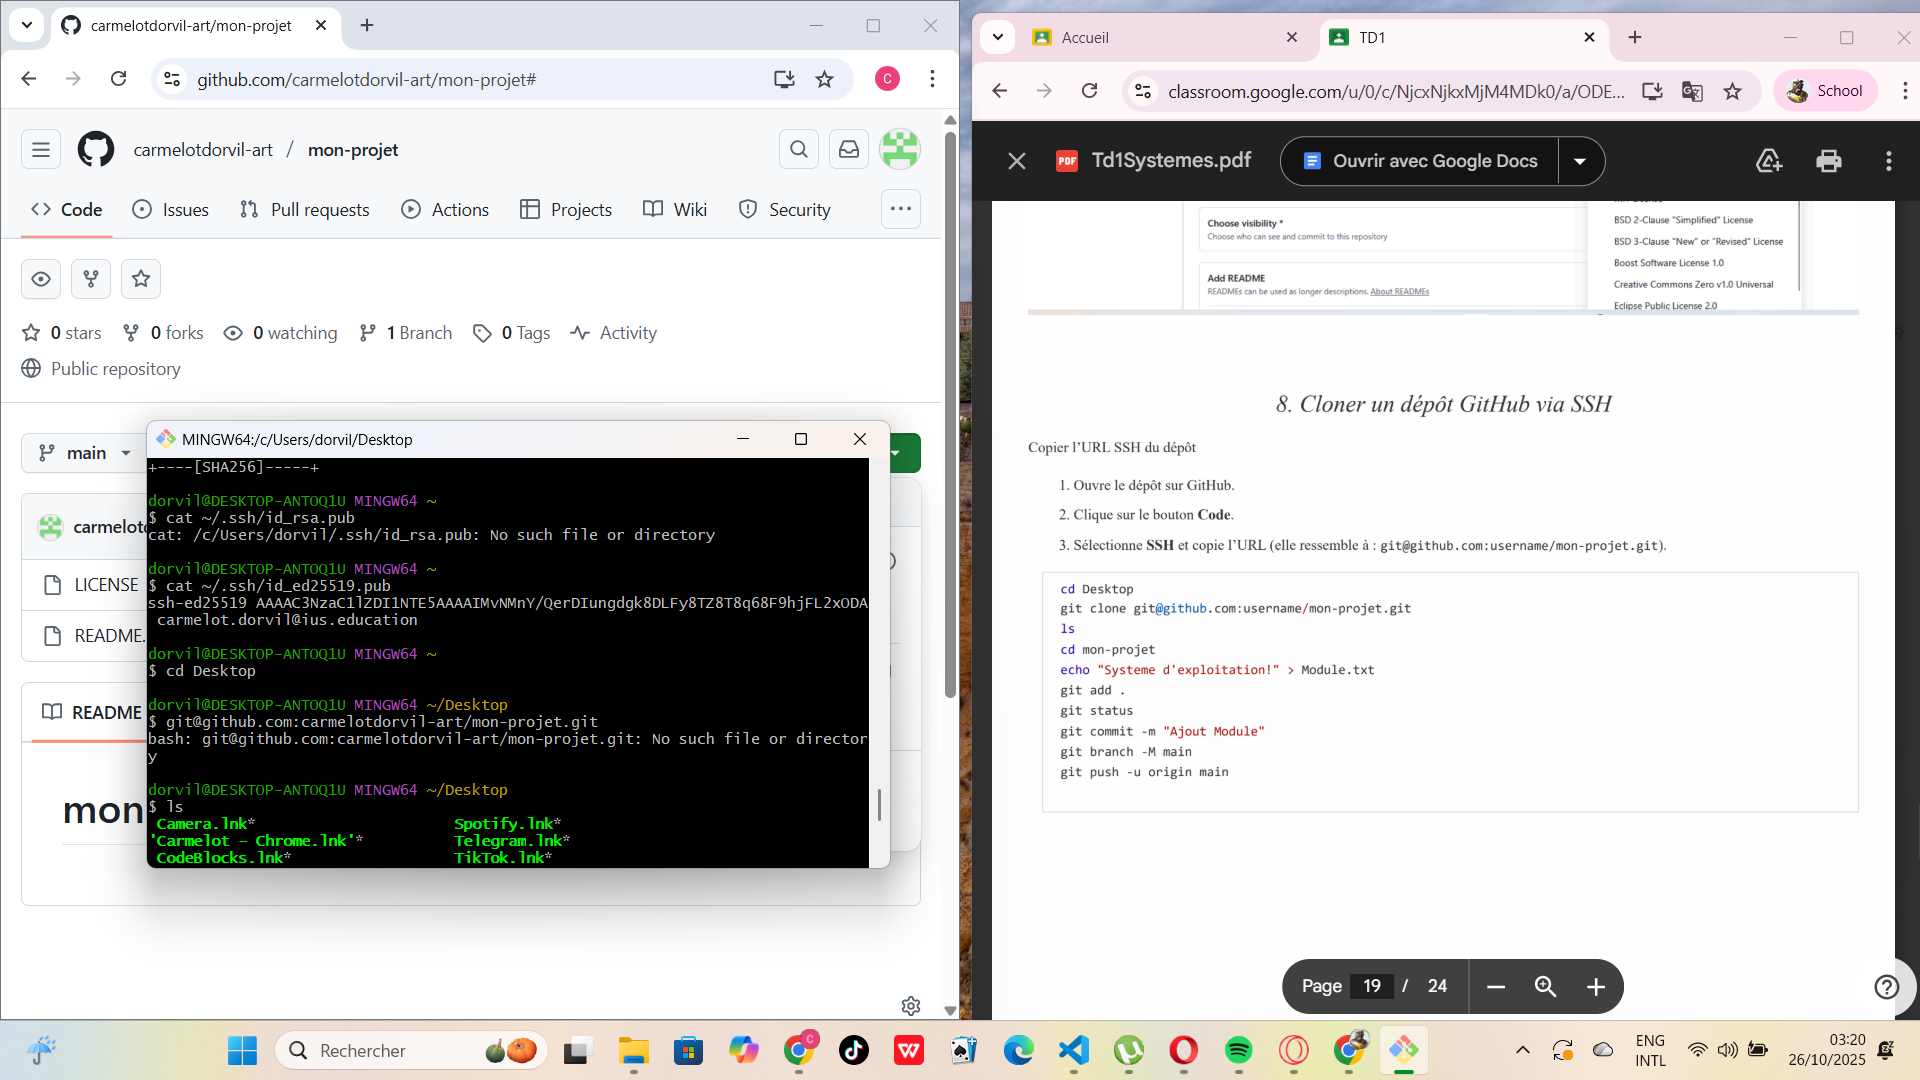 carmelotdorvil-art/mon-projet
github.com/carmelotdorvil-art/mon-projet#
C
carmelotdorvil-art / mon-projet
Code
Issues
Pull requests
Actions
Projects
Wiki
Security
0 stars
0 forks
0 watching
1 Branch
0 Tags
Activity
Public repository
main
carmelotd
LICENSE
README.
README
mon
MINGW64:/c/Users/dorvil/Desktop
+----[SHA256]-----+
dorvil@DESKTOP-ANTOQ1U MINGW64 ~
$ cat ~/.ssh/id_rsa.pub
cat: /c/Users/dorvil/.ssh/id_rsa.pub: No such file or directory
dorvil@DESKTOP-ANTOQ1U MINGW64 ~
$ cat ~/.ssh/id_ed25519.pub
ssh-ed25519 AAAAC3NzaC1lZDI1NTE5AAAAIMvNMnY/QerDIungdgk8DLFy8TZ8T8q68F9hjFL2xODA
carmelot.dorvil@ius.education
dorvil@DESKTOP-ANTOQ1U MINGW64 ~
$ cd Desktop
dorvil@DESKTOP-ANTOQ1U MINGW64 ~/Desktop
$ git@github.com:carmelotdorvil-art/mon-projet.git
bash: git@github.com:carmelotdorvil-art/mon-projet.git: No such file or director
y
dorvil@DESKTOP-ANTOQ1U MINGW64 ~/Desktop
$ ls
Camera.lnk* Spotify.lnk*
'Carmelot - Chrome.lnk'* Telegram.lnk*
CodeBlocks.lnk* TikTok.lnk*
Accueil
TD1
classroom.google.com/u/0/c/NjcxNjkxMjM4MDk0/a/ODE...
School
PDF Td1Systemes.pdf
Ouvrir avec Google Docs
Choose visibility *
Choose who can see and commit to this repository
Add README
READMEs can be used as longer descriptions. About READMEs
BSD 2-Clause "Simplified" License
BSD 3-Clause "New" or "Revised" License
Boost Software License 1.0
Creative Commons Zero v1.0 Universal
Eclipse Public License 2.0
8. Cloner un dépôt GitHub via SSH
Copier l'URL SSH du dépôt
1. Ouvre le dépôt sur GitHub.
2. Clique sur le bouton Code.
3. Sélectionne SSH et copie l'URL (elle ressemble à : git@github.com:username/mon-projet.git).
cd Desktop
git clone git@github.com:username/mon-projet.git
ls
cd mon-projet
echo "Systeme d'exploitation!" > Module.txt
git add .
git status
git commit -m "Ajout Module"
git branch -M main
git push -u origin main
Page 19 / 24
Rechercher
C
ENG
INTL
03:20
26/10/2025